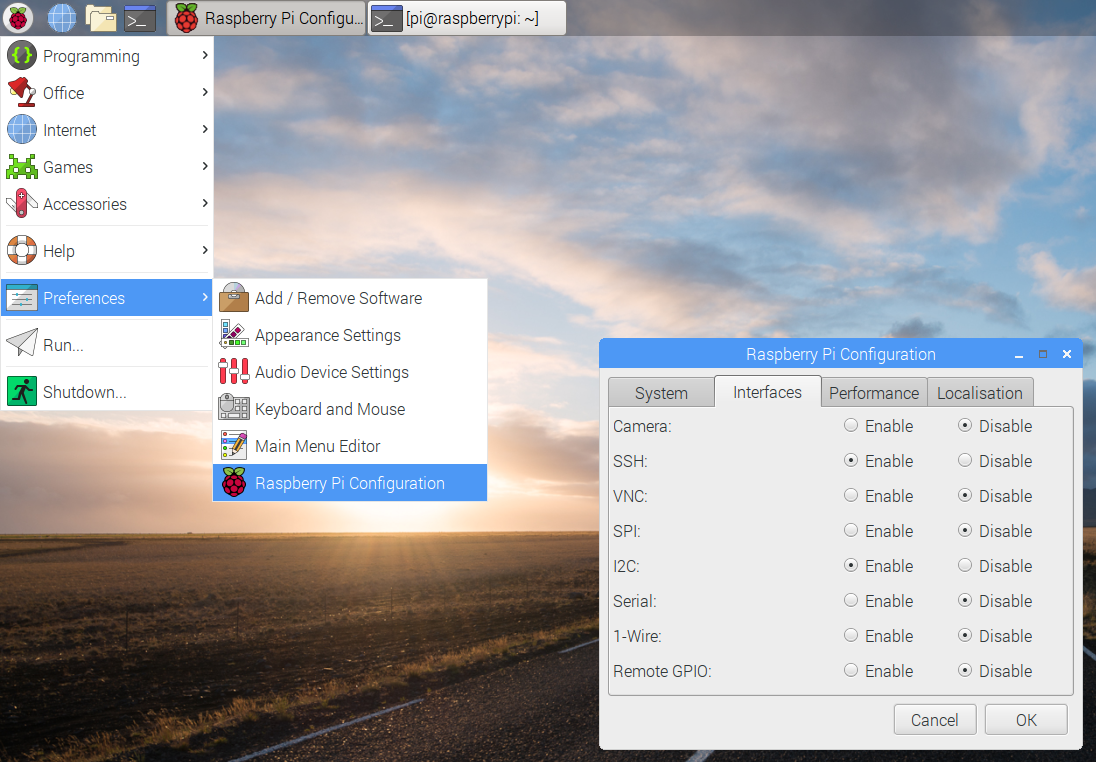 Raspberry Pi Configu... [pi@raspberrypi: ~]
Programming
Office
Internet
Games
Accessories
Help
Preferences
Run...
Shutdown...
Add / Remove Software
Appearance Settings
Audio Device Settings
Keyboard and Mouse
Main Menu Editor
Raspberry Pi Configuration
Raspberry Pi Configuration
System Interfaces Performance Localisation
Camera: Enable Disable
SSH: Enable Disable
VNC: Enable Disable
SPI: Enable Disable
I2C: Enable Disable
Serial: Enable Disable
1-Wire: Enable Disable
Remote GPIO: Enable Disable
Cancel OK